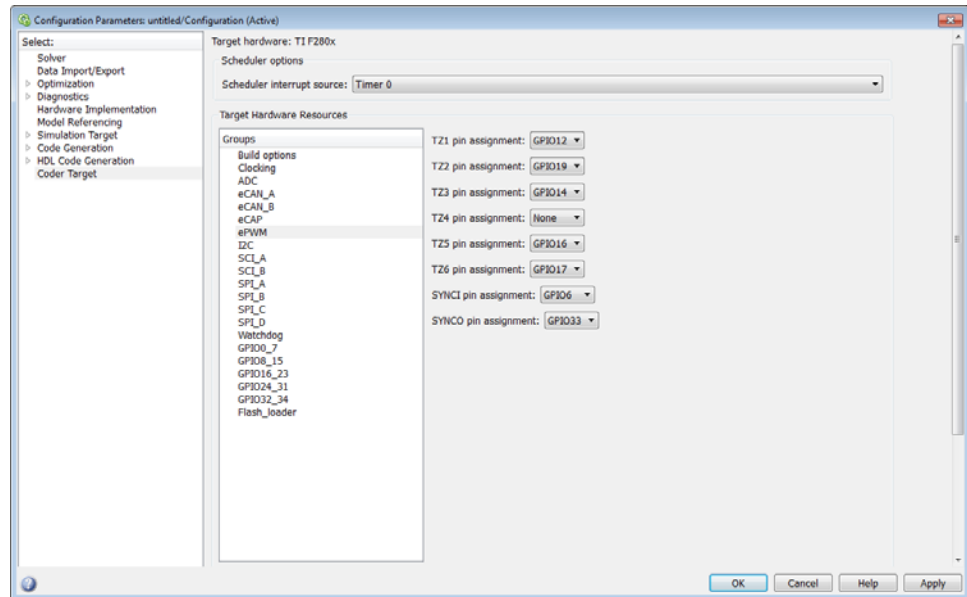 Configuration Parameters: untitled/Configuration (Active)
Select:
Solver
Data Import/Export
Optimization
Diagnostics
Hardware Implementation
Model Referencing
Simulation Target
Code Generation
HDL Code Generation
Coder Target
Target hardware: TI F280x
Scheduler options
Scheduler interrupt source: Timer 0
Target Hardware Resources
Groups
Build options
Clocking
ADC
eCAN_A
eCAN_B
eCAP
ePWM
I2C
SCI_A
SCI_B
SPI_A
SPI_B
SPI_C
SPI_D
Watchdog
GPIO0_7
GPIO8_15
GPIO16_23
GPIO24_31
GPIO32_34
Flash_loader
TZ1 pin assignment: GPIO12
TZ2 pin assignment: GPIO19
TZ3 pin assignment: GPIO14
TZ4 pin assignment: None
TZ5 pin assignment: GPIO16
TZ6 pin assignment: GPIO17
SYNCI pin assignment: GPIO6
SYNCO pin assignment: GPIO33
OK Cancel Help Apply